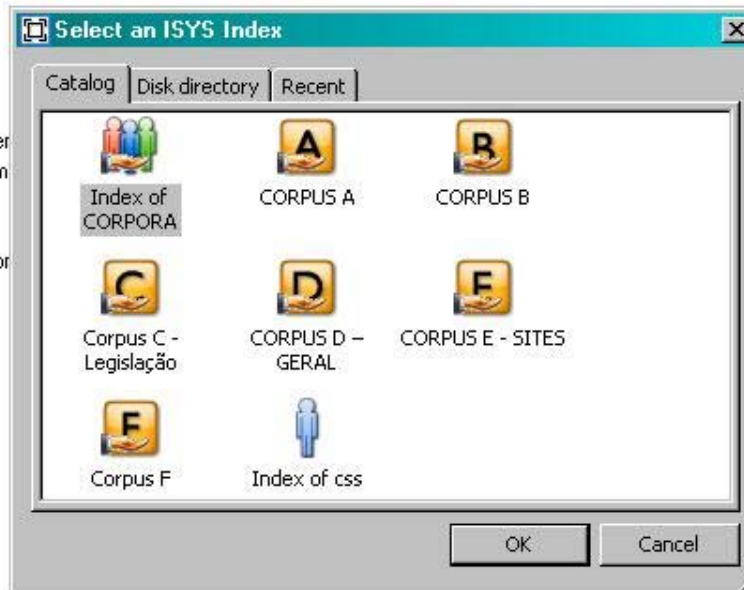 Select an ISYS Index
Catalog Disk directory Recent
A B
Index of CORPUS A CORPUS B
CORPORA
C D E
Corpus C - CORPUS D – CORPUS E - SITES
Legislação GERAL
F
Corpus F Index of css
OK Cancel